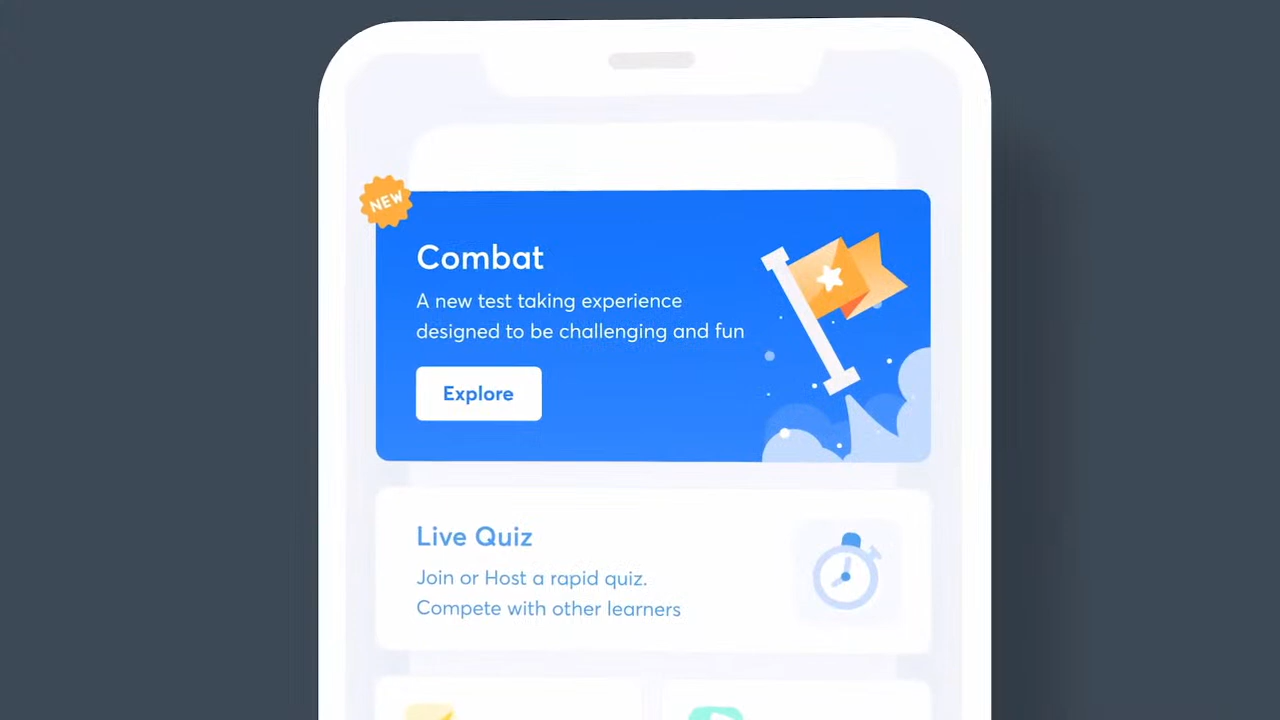 NEW
Combat
A new test taking experience
designed to be challenging and fun
Explore
Live Quiz
Join or Host a rapid quiz.
Compete with other learners